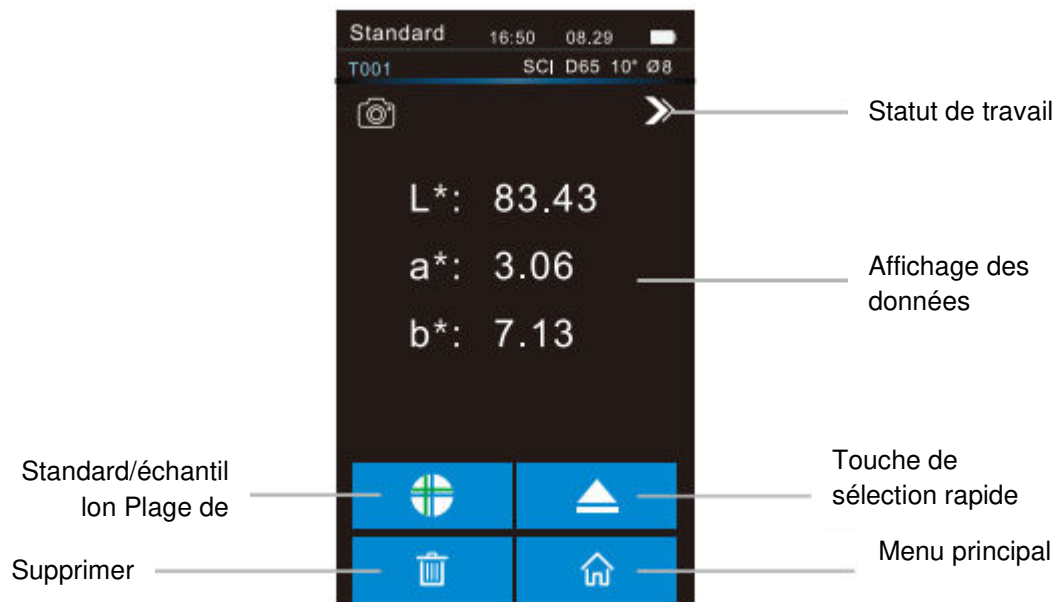 Standard 16:50 08.29
T001 SCI D65 10° Ø8
Statut de travail
L*: 83.43
a*: 3.06
Affichage des
données
b*: 7.13
Standard/échantil
lon Plage de
Touche de
sélection rapide
Supprimer
Menu principal